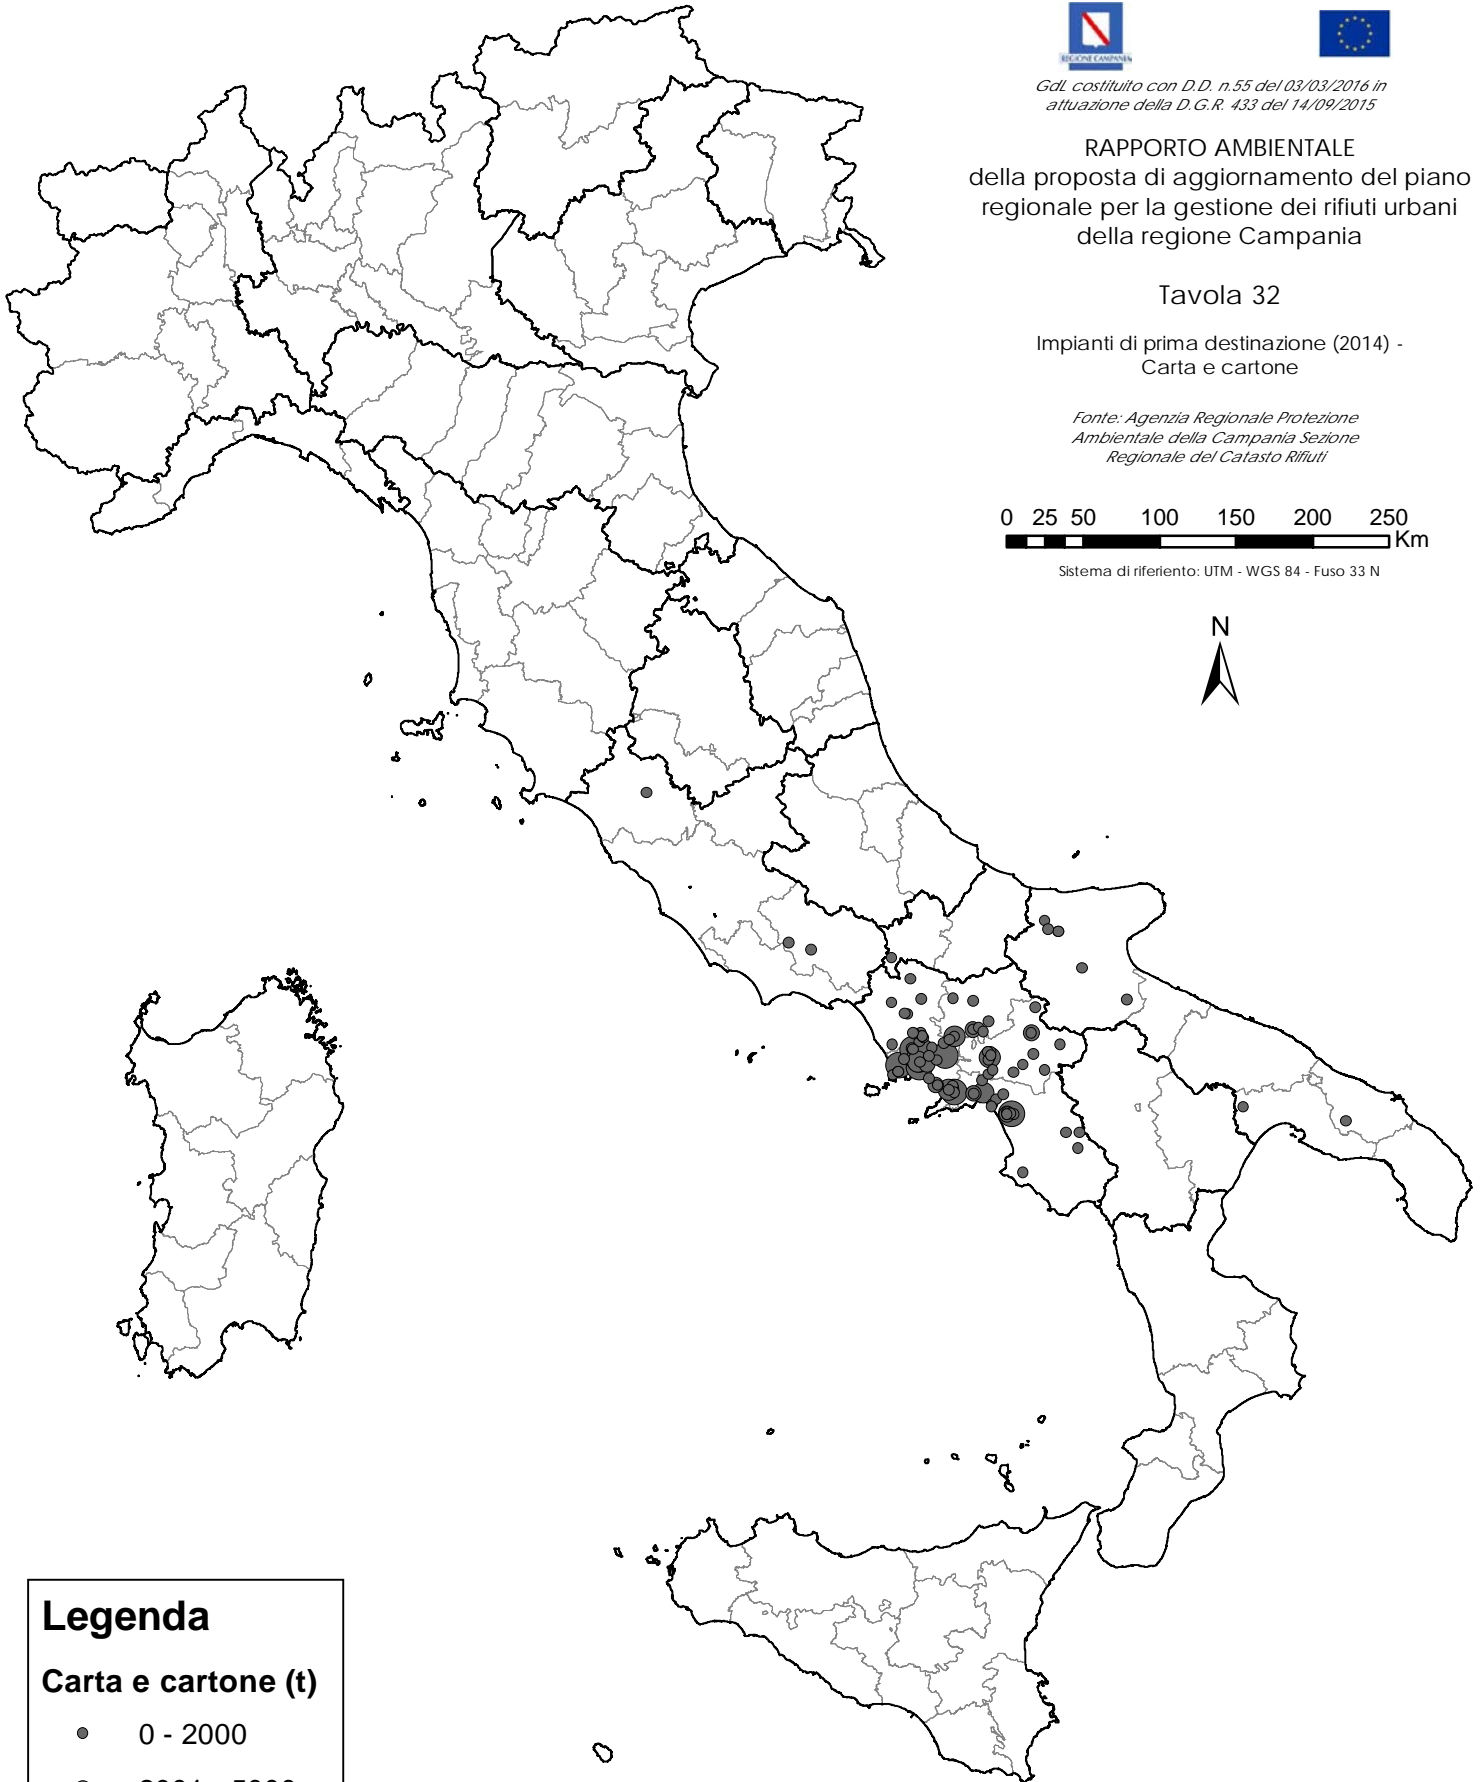 REGIONE CAMPANIA
GdL costituito con D.D. n.55 del 03/03/2016 in
attuazione della D.G.R. 433 del 14/09/2015
RAPPORTO AMBIENTALE
della proposta di aggiornamento del piano
regionale per la gestione dei rifiuti urbani
della regione Campania
Tavola 32
Impianti di prima destinazione (2014) -
Carta e cartone
Fonte: Agenzia Regionale Protezione
Ambientale della Campania Sezione
Regionale del Catasto Rifiuti
0 25 50 100 150 200 250
Km
Sistema di riferiento: UTM - WGS 84 - Fuso 33 N
N
Legenda
Carta e cartone (t)
0 - 2000